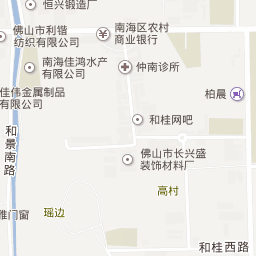 恒兴锻造厂
佛山市利锴
纺织有限公司
南海区农村
商业银行
南海佳鸿水产
有限公司
仲南诊所
佳伟金属制品
有限公司
柏晨
和桂网吧
和景南路
佛山市长兴盛
装饰材料厂
高村
瑶边
雅门窗
和桂西路